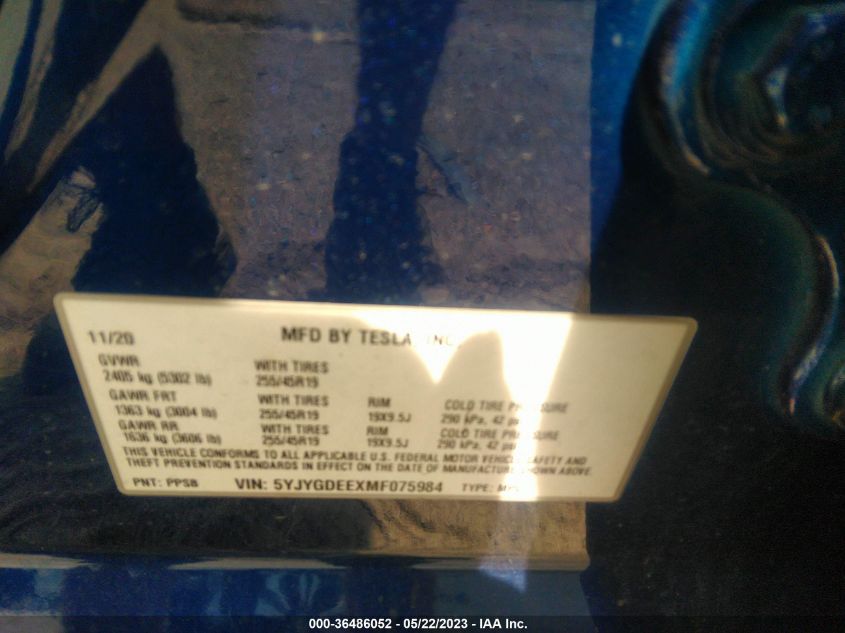 11/20 MFD BY TESLA, INC.
GVWR WITH TIRES
2405 kg (5302 lb) 255/45R19
GAWR FRT WITH TIRES RIM COLD TIRE PRESSURE
1363 kg (3004 lb) 255/45R19 19X9.5J 290 kPa, 42 psi
GAWR RR WITH TIRES RIM COLD TIRE PRESSURE
1636 kg (3606 lb) 255/45R19 19X9.5J 290 kPa, 42 psi
THIS VEHICLE CONFORMS TO ALL APPLICABLE U.S. FEDERAL MOTOR VEHICLE SAFETY AND
THEFT PREVENTION STANDARDS IN EFFECT ON THE DATE OF MANUFACTURE SHOWN ABOVE.
PNT: PPSB VIN: 5YJYGDEEXMF075984 TYPE:
000-36486052 - 05/22/2023 - IAA Inc.